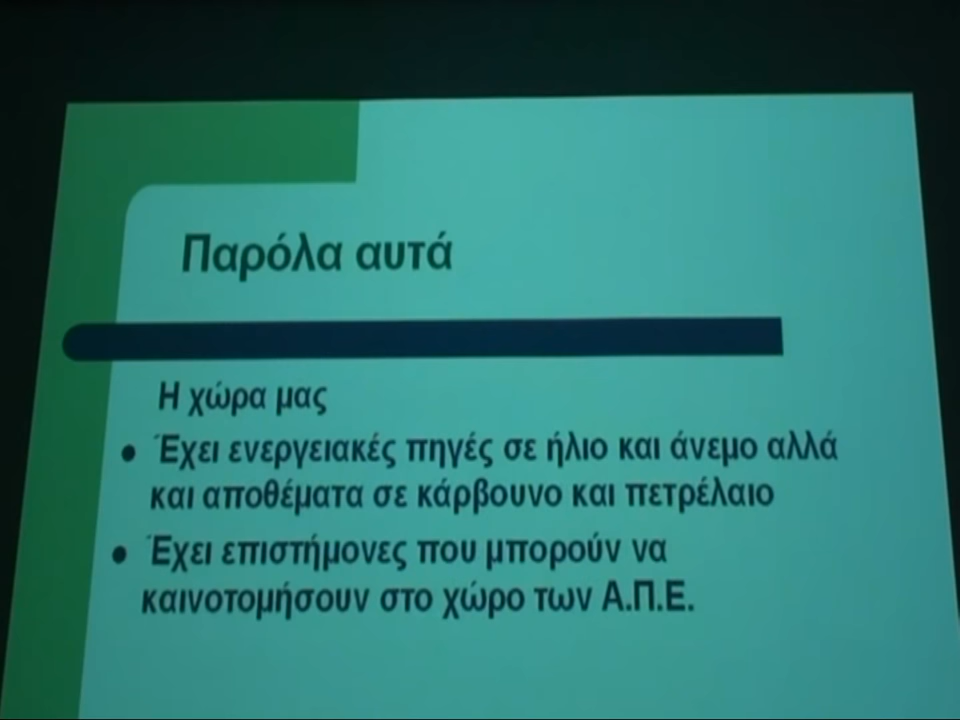 Παρόλα αυτά
Η χώρα μας
• Έχει ενεργειακές πηγές σε ήλιο και άνεμο αλλά
και αποθέματα σε κάρβουνο και πετρέλαιο
• Έχει επιστήμονες που μπορούν να
καινοτομήσουν στο χώρο των Α.Π.Ε.